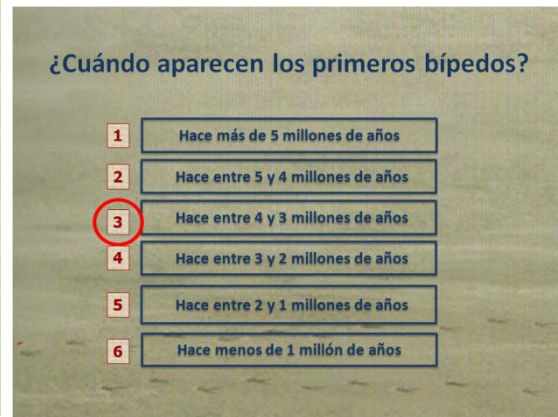 ¿Cuándo aparecen los primeros bípedos?
1 Hace más de 5 millones de años
2 Hace entre 5 y 4 millones de años
3 Hace entre 4 y 3 millones de años
4 Hace entre 3 y 2 millones de años
5 Hace entre 2 y 1 millones de años
6 Hace menos de 1 millón de años